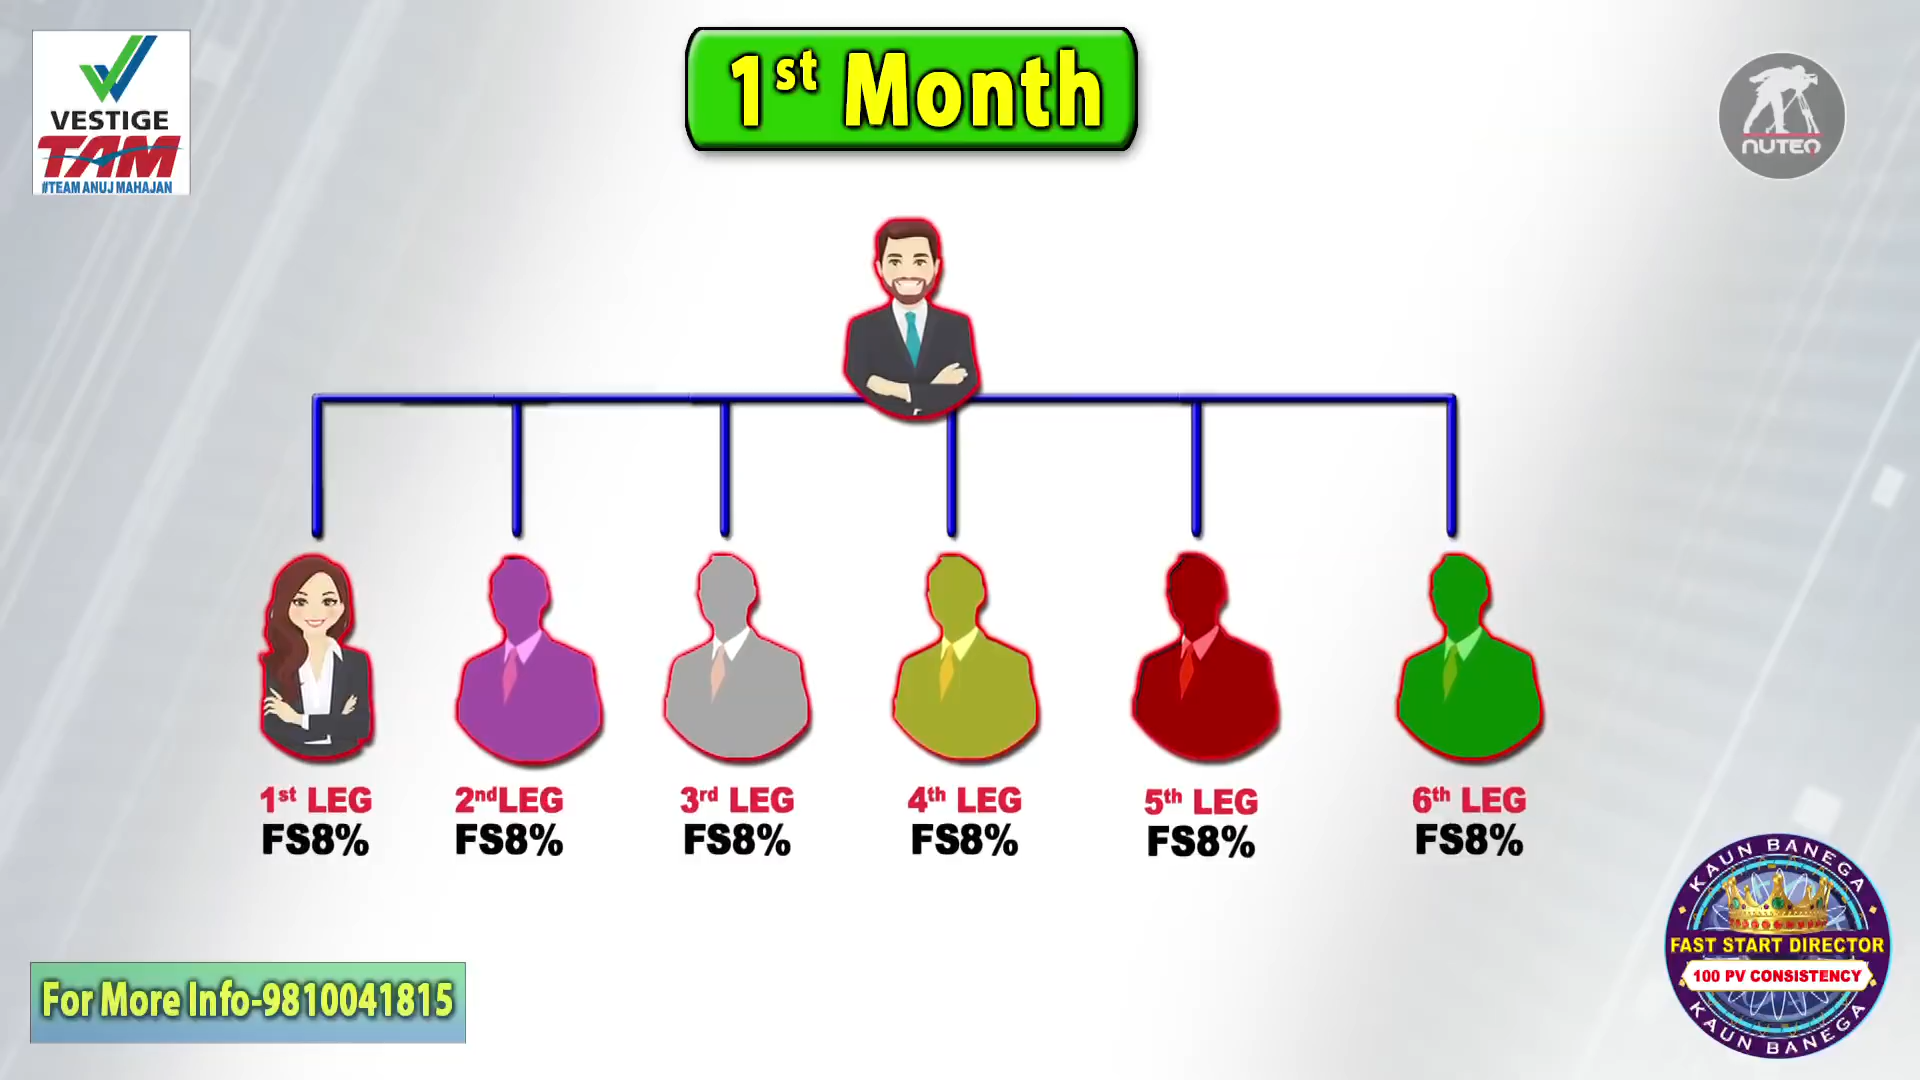 1st Month
VESTIGE
TAM
#TEAM ANUJ MAHAJAN
NUTEQ
1st LEG
FS8%
2nd LEG
FS8%
3rd LEG
FS8%
4th LEG
FS8%
5th LEG
FS8%
6th LEG
FS8%
For More Info-9810041815
KAUN BANEGA
FAST START DIRECTOR
100 PV CONSISTENCY
KAUN BANEGA